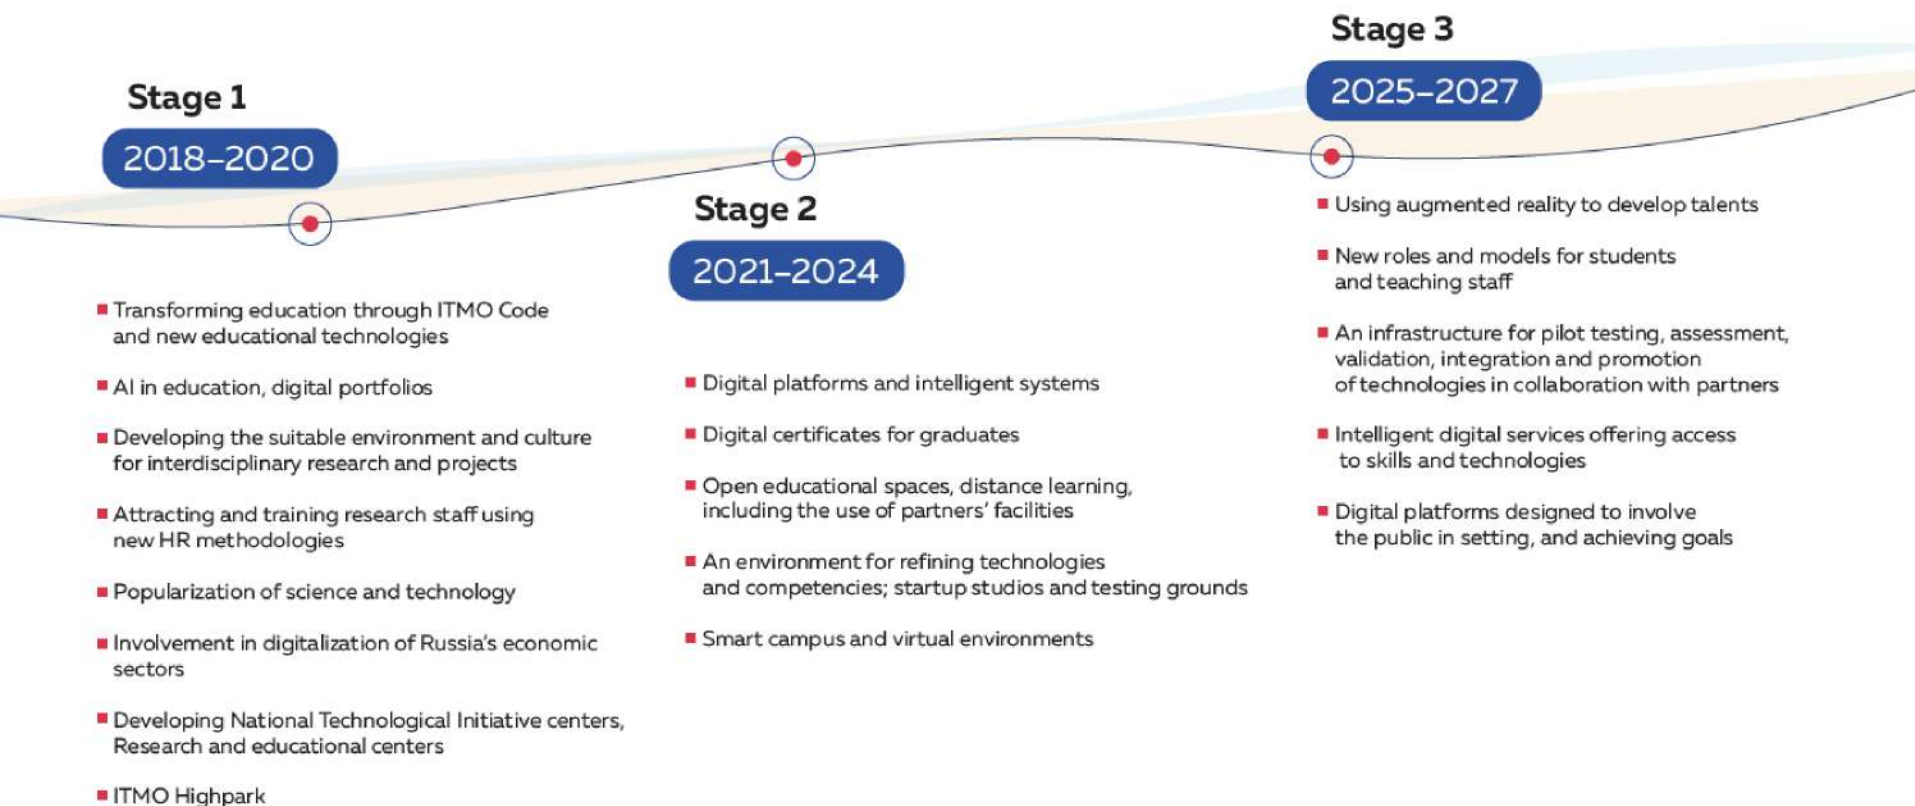 Stage 1
2018–2020
Transforming education through ITMO Code
and new educational technologies
AI in education, digital portfolios
Developing the suitable environment and culture
for interdisciplinary research and projects
Attracting and training research staff using
new HR methodologies
Popularization of science and technology
Involvement in digitalization of Russia's economic
sectors
Developing National Technological Initiative centers,
Research and educational centers
ITMO Highpark
Stage 2
2021–2024
Digital platforms and intelligent systems
Digital certificates for graduates
Open educational spaces, distance learning,
including the use of partners' facilities
An environment for refining technologies
and competencies; startup studios and testing grounds
Smart campus and virtual environments
Stage 3
2025–2027
Using augmented reality to develop talents
New roles and models for students
and teaching staff
An infrastructure for pilot testing, assessment,
validation, integration and promotion
of technologies in collaboration with partners
Intelligent digital services offering access
to skills and technologies
Digital platforms designed to involve
the public in setting, and achieving goals